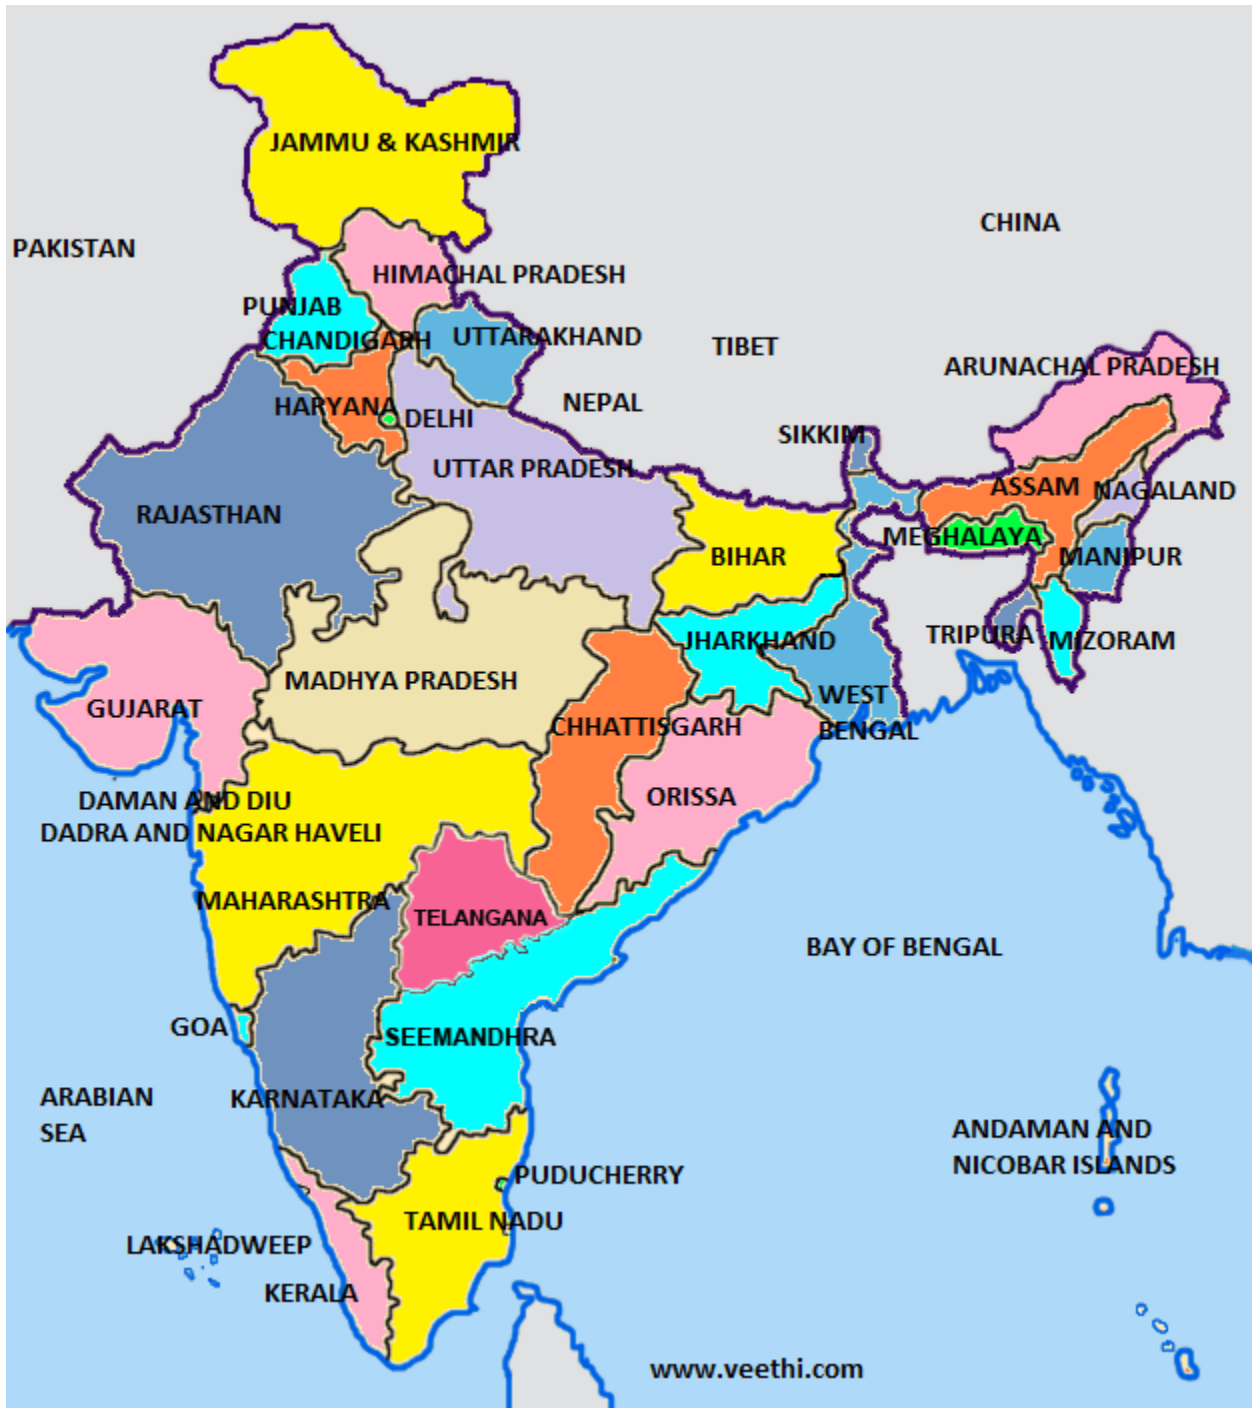 JAMMU & KASHMIR
CHINA
PAKISTAN
HIMACHAL PRADESH
PUNJAB
CHANDIGARH
UTTARAKHAND
TIBET
ARUNACHAL PRADESH
NEPAL
HARYANA
DELHI
SIKKIM
UTTAR PRADESH
ASSAM
NAGALAND
RAJASTHAN
MEGHALAYA
BIHAR
MANIPUR
TRIPURA
MIZORAM
JHARKHAND
MADHYA PRADESH
WEST
BENGAL
GUJARAT
CHHATTISGARH
ORISSA
DAMAN AND DIU
DADRA AND NAGAR HAVELI
MAHARASHTRA
TELANGANA
BAY OF BENGAL
GOA
SEEMANDHRA
ARABIAN
SEA
KARNATAKA
ANDAMAN AND
NICOBAR ISLANDS
PUDUCHERRY
TAMIL NADU
LAKSHADWEEP
KERALA
www.veethi.com